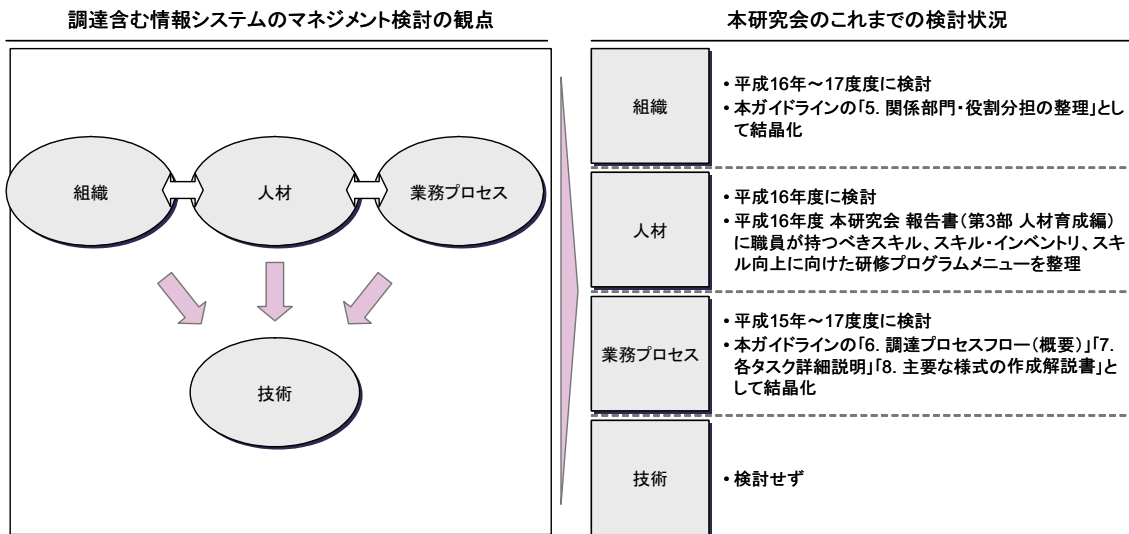 調達含む情報システムのマネジメント検討の観点
組織
人材
業務プロセス
技術
本研究会のこれまでの検討状況
組織
• 平成16年~17度度に検討
• 本ガイドラインの「5. 関係部門・役割分担の整理」とし
て結晶化
人材
• 平成16年度に検討
• 平成16年度 本研究会 報告書(第3部 人材育成編)
に職員が持つべきスキル、スキル・インベントリ、スキ
ル向上に向けた研修プログラムメニューを整理
業務プロセス
• 平成15年~17度度に検討
• 本ガイドラインの「6. 調達プロセスフロー(概要)」「7.
各タスク詳細説明」「8. 主要な様式の作成解説書」と
して結晶化
技術
• 検討せず